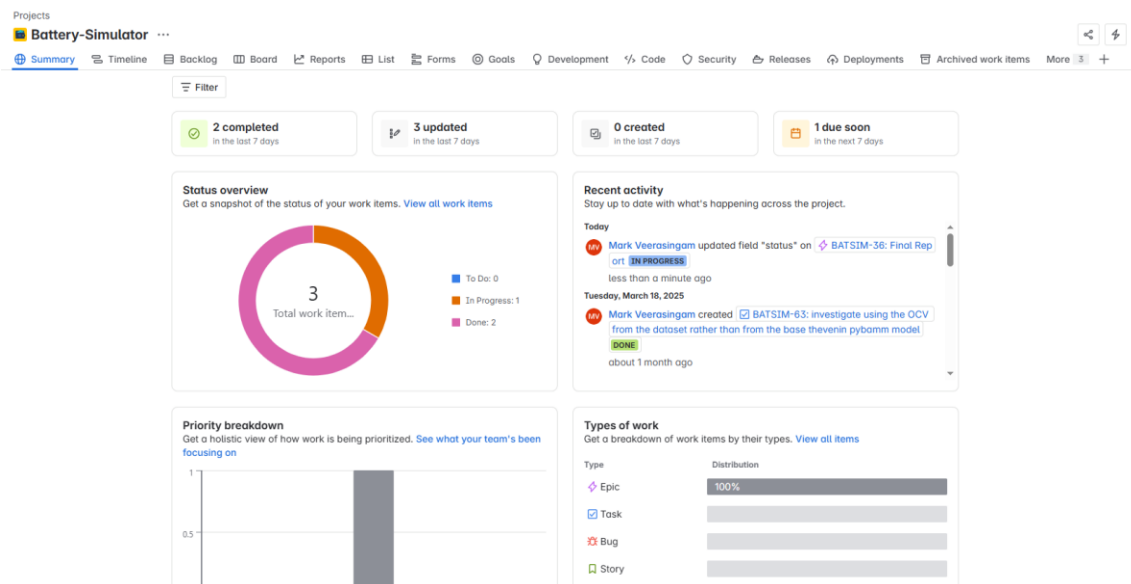 Projects
Battery-Simulator ...
Summary Timeline Backlog Board Reports List Forms Goals Development Code Security Releases Deployments Archived work items More 3
Filter
2 completed
in the last 7 days
3 updated
in the last 7 days
0 created
in the last 7 days
1 due soon
in the next 7 days
Status overview
Get a snapshot of the status of your work items. View all work items
3
Total work item...
To Do: 0
In Progress: 1
Done: 2
Recent activity
Stay up to date with what's happening across the project.
Today
MV Mark Veerasingam updated field "status" on BATSIM-36: Final Rep
ort IN PROGRESS
less than a minute ago
Tuesday, March 18, 2025
MV Mark Veerasingam created BATSIM-63: investigate using the OCV
from the dataset rather than from the base thevenin pybamm model
DONE
about 1 month ago
Priority breakdown
Get a holistic view of how work is being prioritized. See what your team's been
focusing on
1
0.5
Types of work
Get a breakdown of work items by their types. View all items
Type Distribution
Epic 100%
Task
Bug
Story